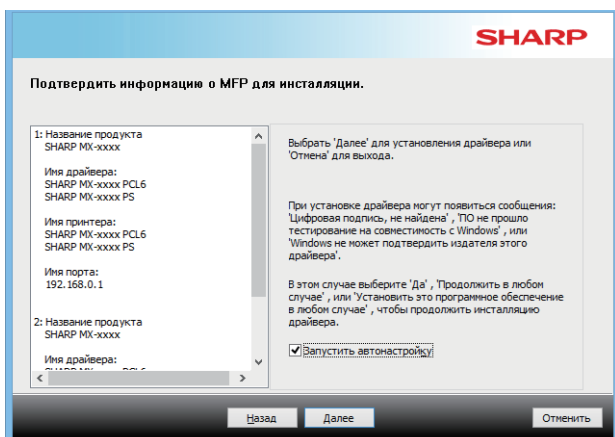 SHARP
Подтвердить информацию о MFP для инсталляции.
1: Название продукта
SHARP MX-xxxx
Имя драйвера:
SHARP MX-xxxx PCL6
SHARP MX-xxxx PS
Имя принтера:
SHARP MX-xxxx PCL6
SHARP MX-xxxx PS
Имя порта:
192.168.0.1
2: Название продукта
SHARP MX-xxxx
Имя драйвера:
SHARP MX-xxxx PCL6
Выбрать 'Далее' для установления драйвера или
'Отмена' для выхода.
При установке драйвера могут появиться сообщения:
'Цифровая подпись, не найдена' , 'ПО не прошло
тестирование на совместимость с Windows' , или
'Windows не может подтвердить издателя этого
драйвера'.
В этом случае выберите 'Да' , 'Продолжить в любом
случае' , или 'Установить это программное обеспечение
в любом случае' , чтобы продолжить инсталляцию
драйвера.
Запустить автонастройку
Назад
Далее
Отменить